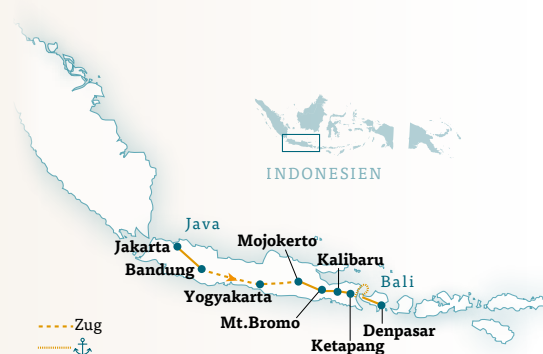 INDONESIEN
Java
Mojokerto
Jakarta
Kalibaru
Bandung
Bali
Yogyakarta
Mt.Bromo
Denpasar
Zug
Ketapang